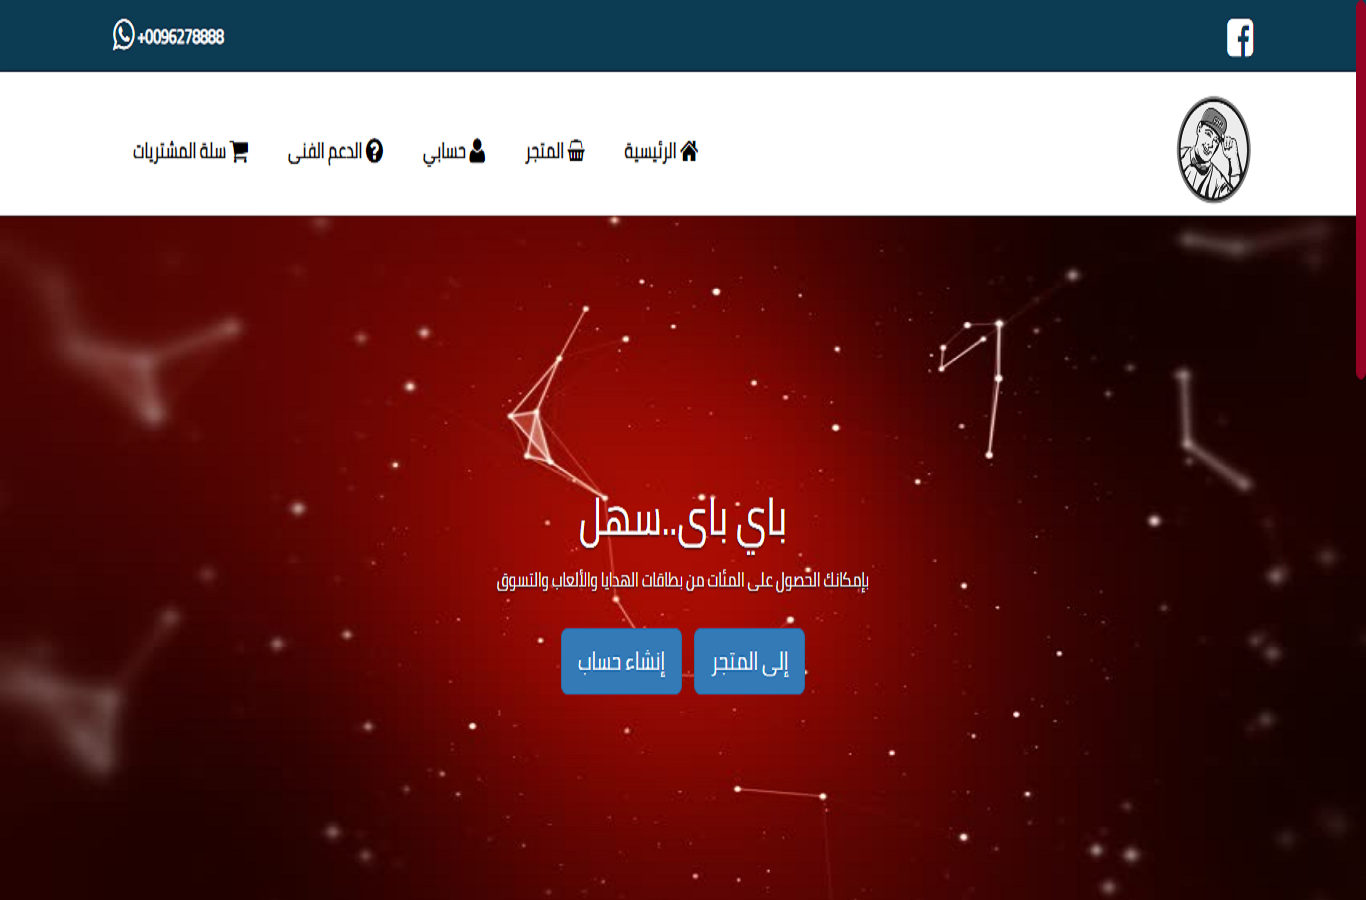 +0096278888
الرئيسية
المتجر
حسابي
الدعم الفنى
سلة المشتريات
باي باى..سهل
بإمكانك الحصول على المئات من بطاقات الهدايا والألعاب والتسوق
إلى المتجر
إنشاء حساب